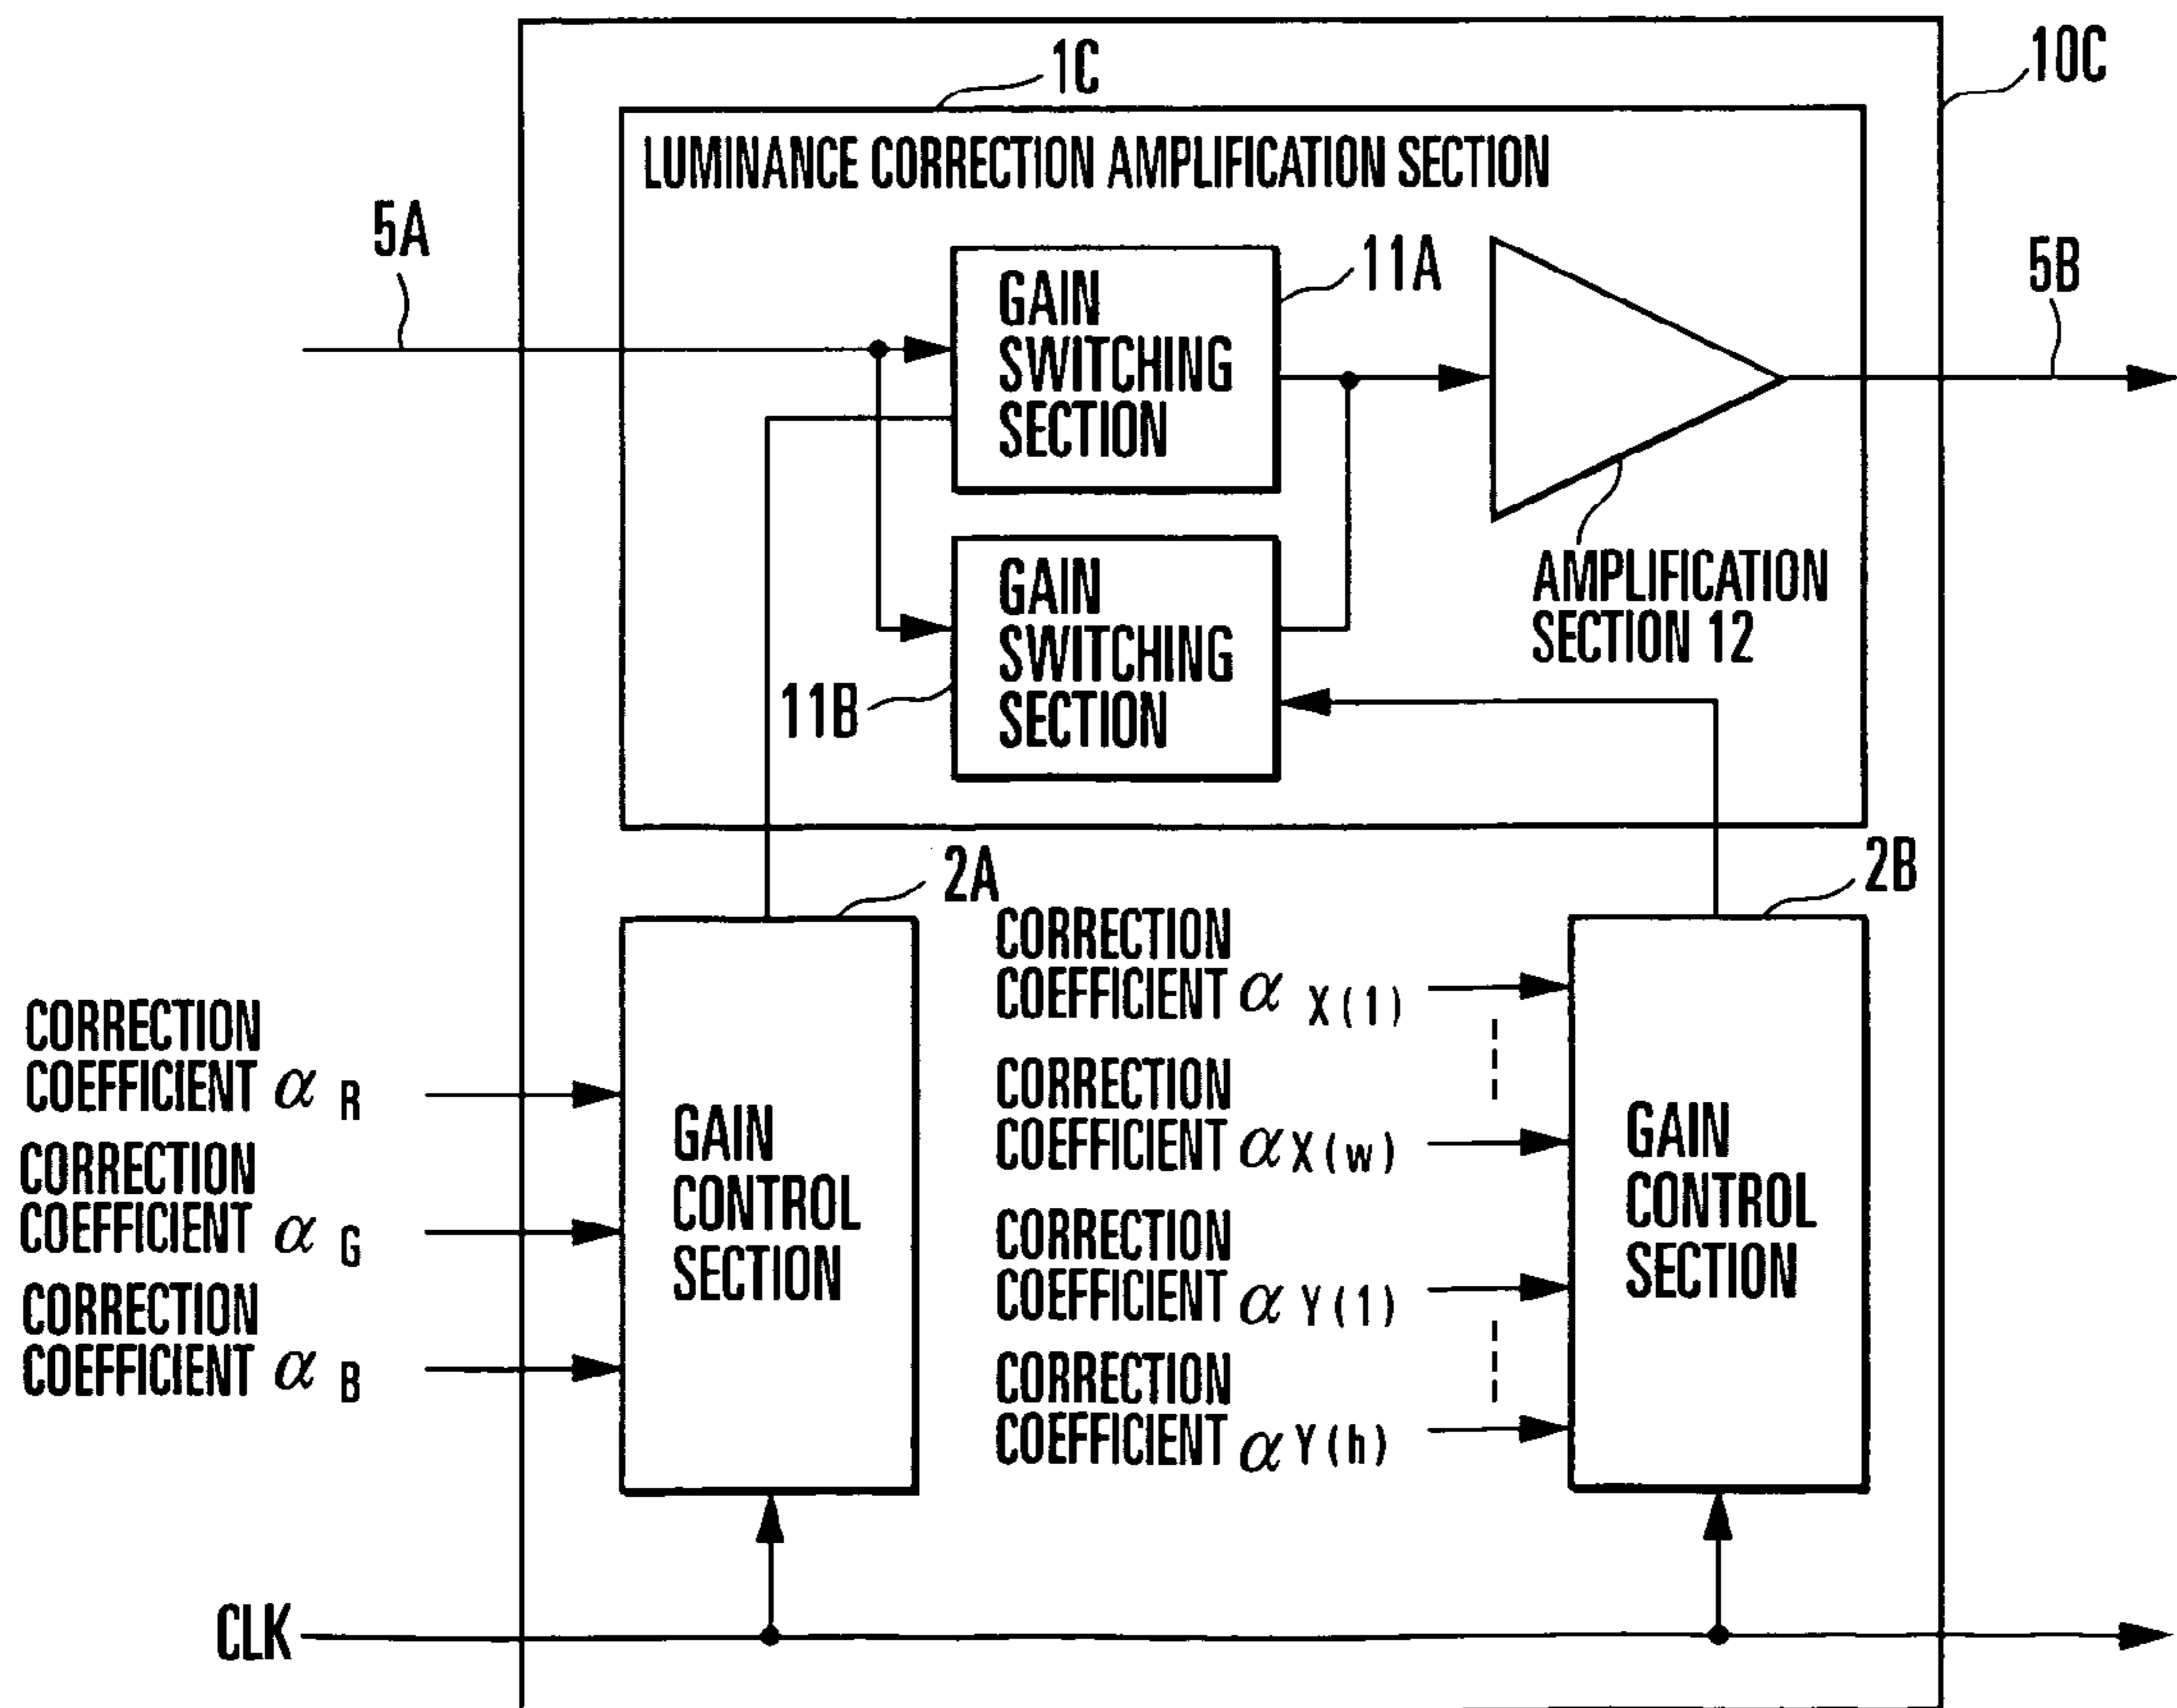 1C
10C
LUMINANCE CORRECTION AMPLIFICATION SECTION
5A
GAIN
SWITCHING
SECTION
11A
5B
GAIN
SWITCHING
SECTION
11B
AMPLIFICATION
SECTION 12
2A
2B
CORRECTION
COEFFICIENT α R
CORRECTION
COEFFICIENT α G
CORRECTION
COEFFICIENT α B
GAIN
CONTROL
SECTION
CORRECTION
COEFFICIENT α X(1)
CORRECTION
COEFFICIENT α X(w)
CORRECTION
COEFFICIENT α Y(1)
CORRECTION
COEFFICIENT α Y(h)
GAIN
CONTROL
SECTION
CLK